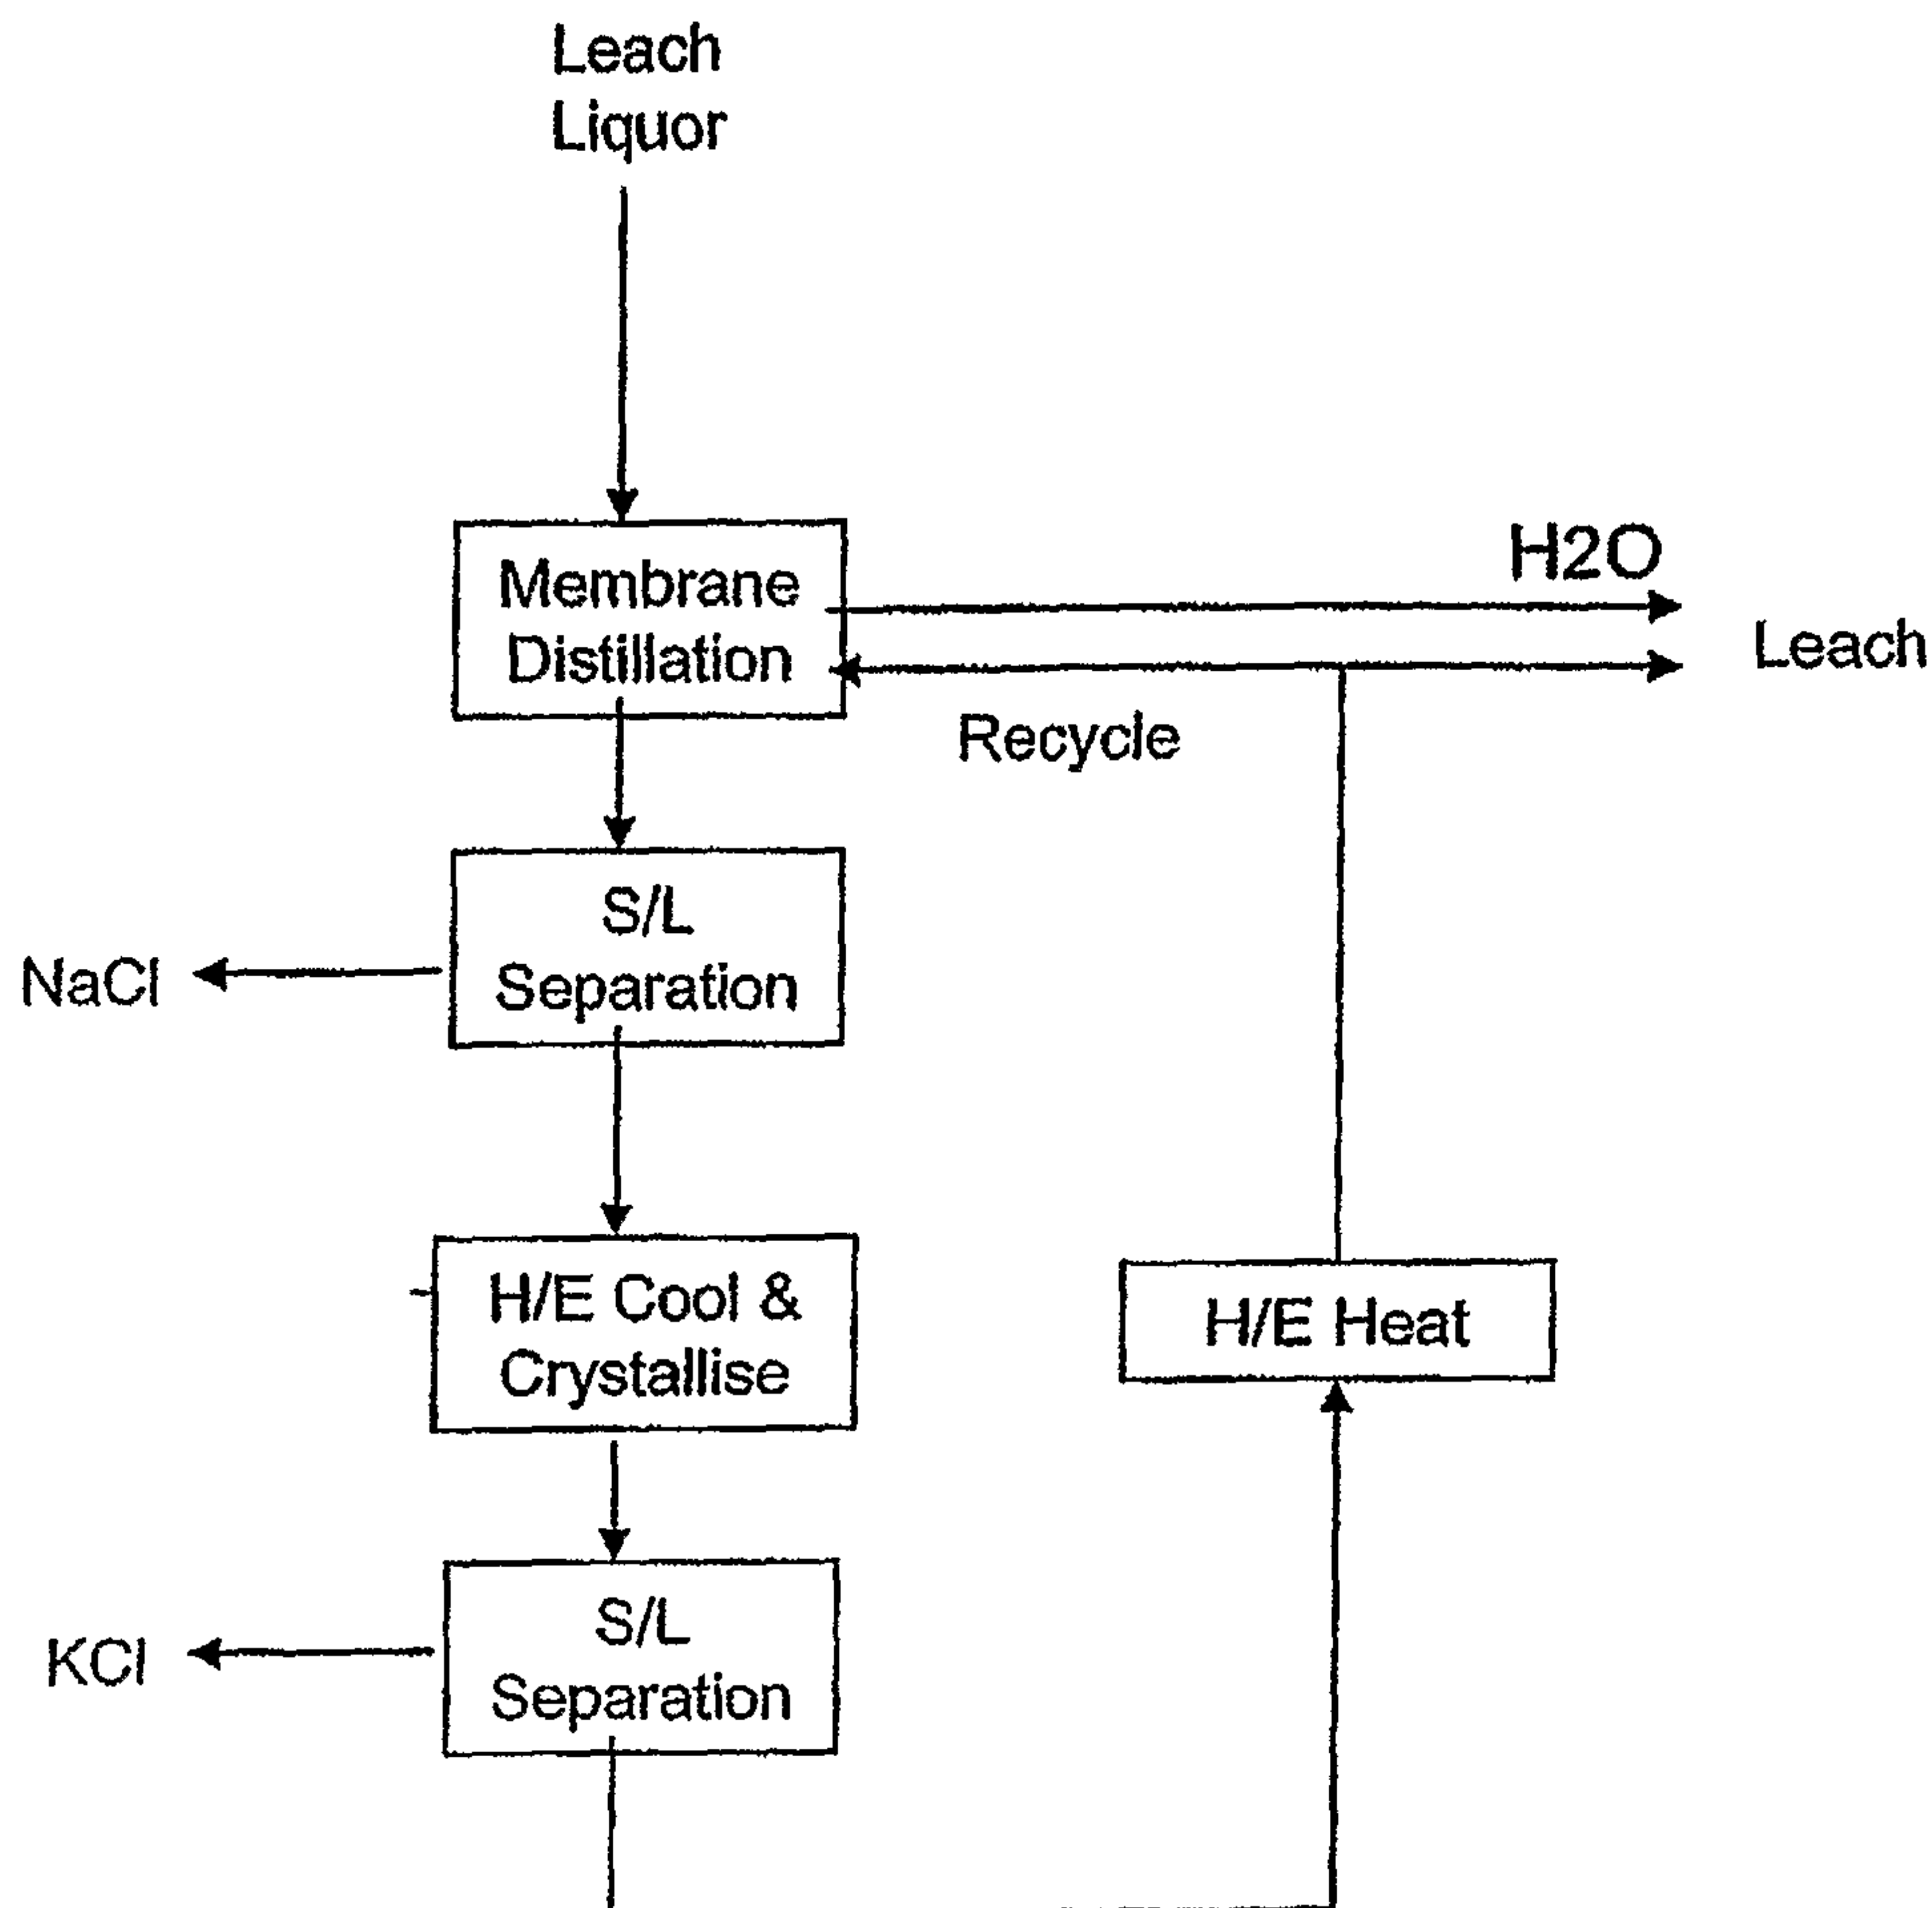 Leach
Liquor
Membrane
Distillation
H2O
Leach
Recycle
S/L
Separation
NaCl
H/E Cool &
Crystallise
H/E Heat
S/L
Separation
KCl